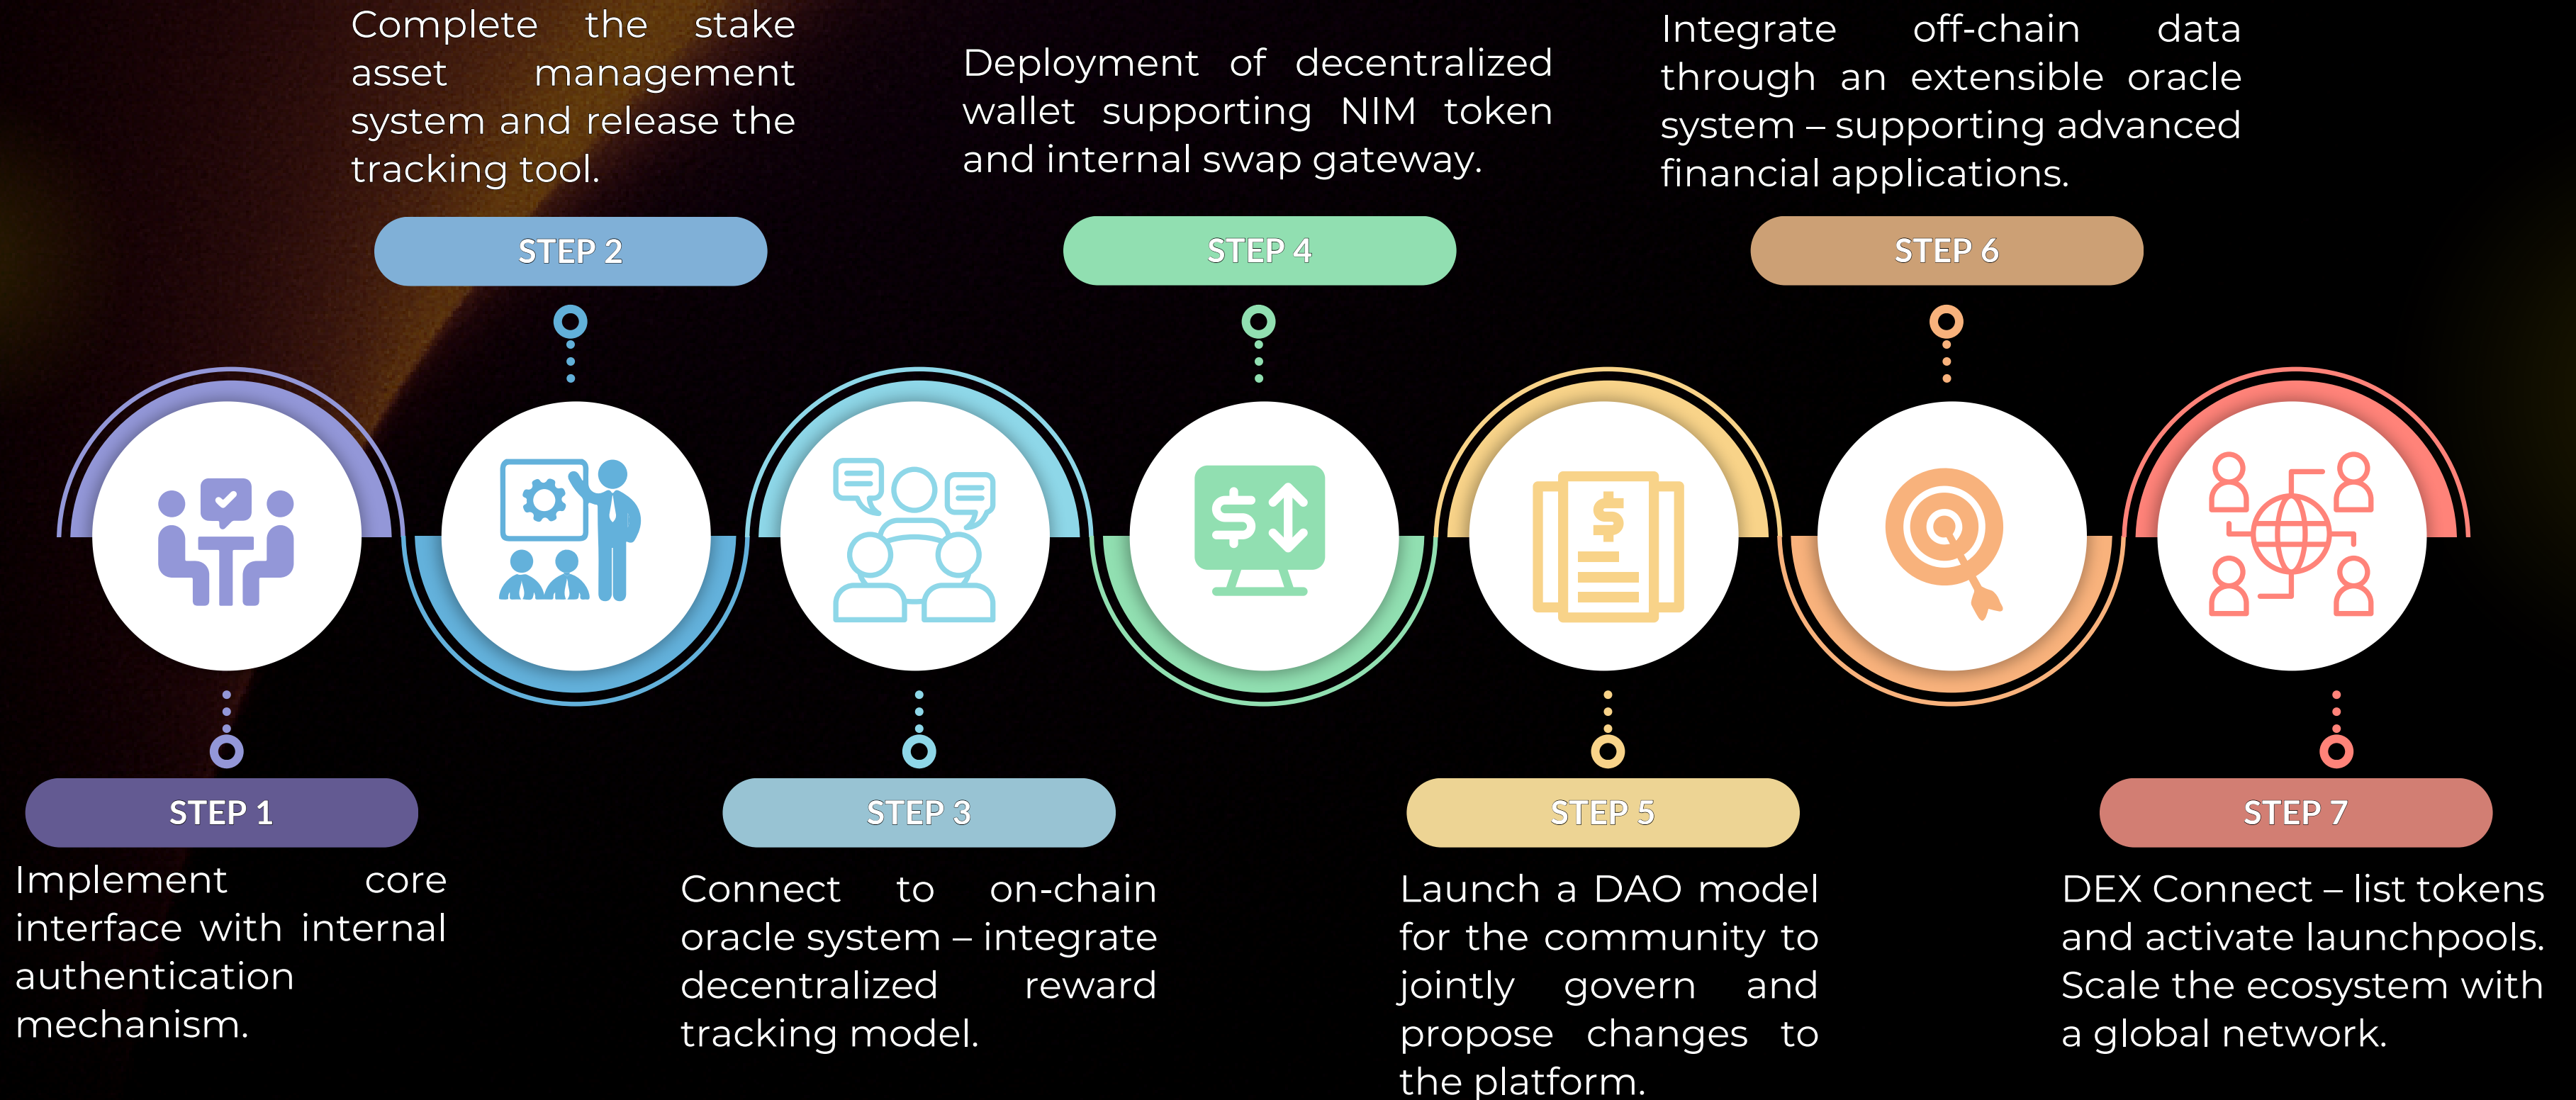 STEP 1
Implement core
interface with internal
authentication
mechanism.
Complete the stake
asset management
system and release the
tracking tool.
STEP 2
STEP 3
Connect to on-chain
oracle system – integrate
decentralized reward
tracking model.
Deployment of decentralized
wallet supporting NIM token
and internal swap gateway.
STEP 4
STEP 5
Launch a DAO model
for the community to
jointly govern and
propose changes to
the platform.
Integrate off-chain data
through an extensible oracle
system – supporting advanced
financial applications.
STEP 6
STEP 7
DEX Connect – list tokens
and activate launchpools.
Scale the ecosystem with
a global network.